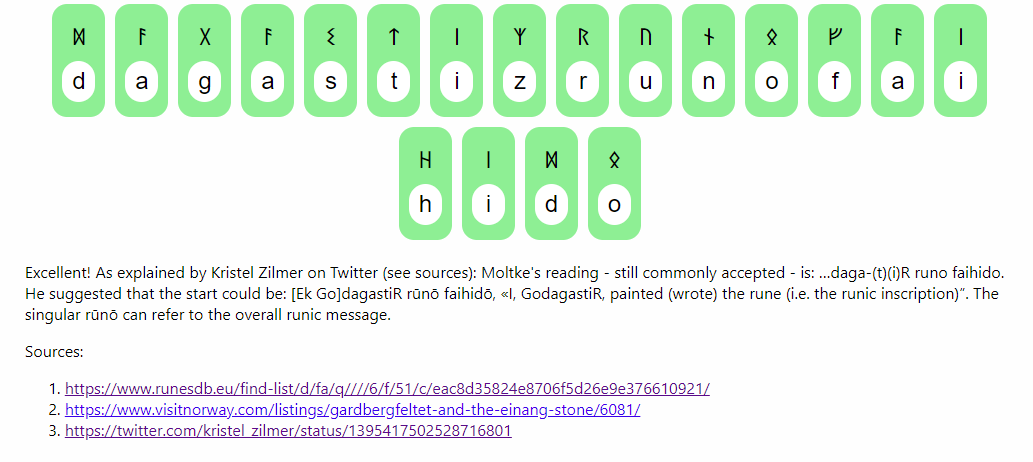 ᛞ ᚨ ᚷ ᚨ ᛊ ᛏ ᛁ ᛉ ᚱ ᚢ ᚾ ᛟ ᚠ ᚨ ᛁ
d a g a s t i z r u n o f a i
ᚺ ᛁ ᛞ ᛟ
h i d o
Excellent! As explained by Kristel Zilmer on Twitter (see sources): Moltke's reading - still commonly accepted - is: ...daga-(t)(i)R runo faihido.
He suggested that the start could be: [Ek Go]dagastiR rūnō faihidō, «I, GodagastiR, painted (wrote) the rune (i.e. the runic inscription)”. The
singular rūnō can refer to the overall runic message.
Sources:
1. https://www.runesdb.eu/find-list/d/fa/q////6/f/51/c/eac8d35824e8706f5d26e9e376610921/
2. https://www.visitnorway.com/listings/gardbergfeltet-and-the-einang-stone/6081/
3. https://twitter.com/kristel_zilmer/status/1395417502528716801